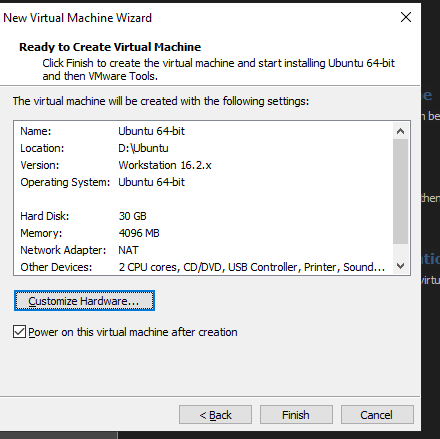 New Virtual Machine Wizard
Ready to Create Virtual Machine
Click Finish to create the virtual machine and start installing Ubuntu 64-bit
and then VMware Tools.
The virtual machine will be created with the following settings:
Name: Ubuntu 64-bit
Location: D:\Ubuntu
Version: Workstation 16.2.x
Operating System: Ubuntu 64-bit
Hard Disk: 30 GB
Memory: 4096 MB
Network Adapter: NAT
Other Devices: 2 CPU cores, CD/DVD, USB Controller, Printer, Sound...
Customize Hardware...
Power on this virtual machine after creation
< Back Finish Cancel